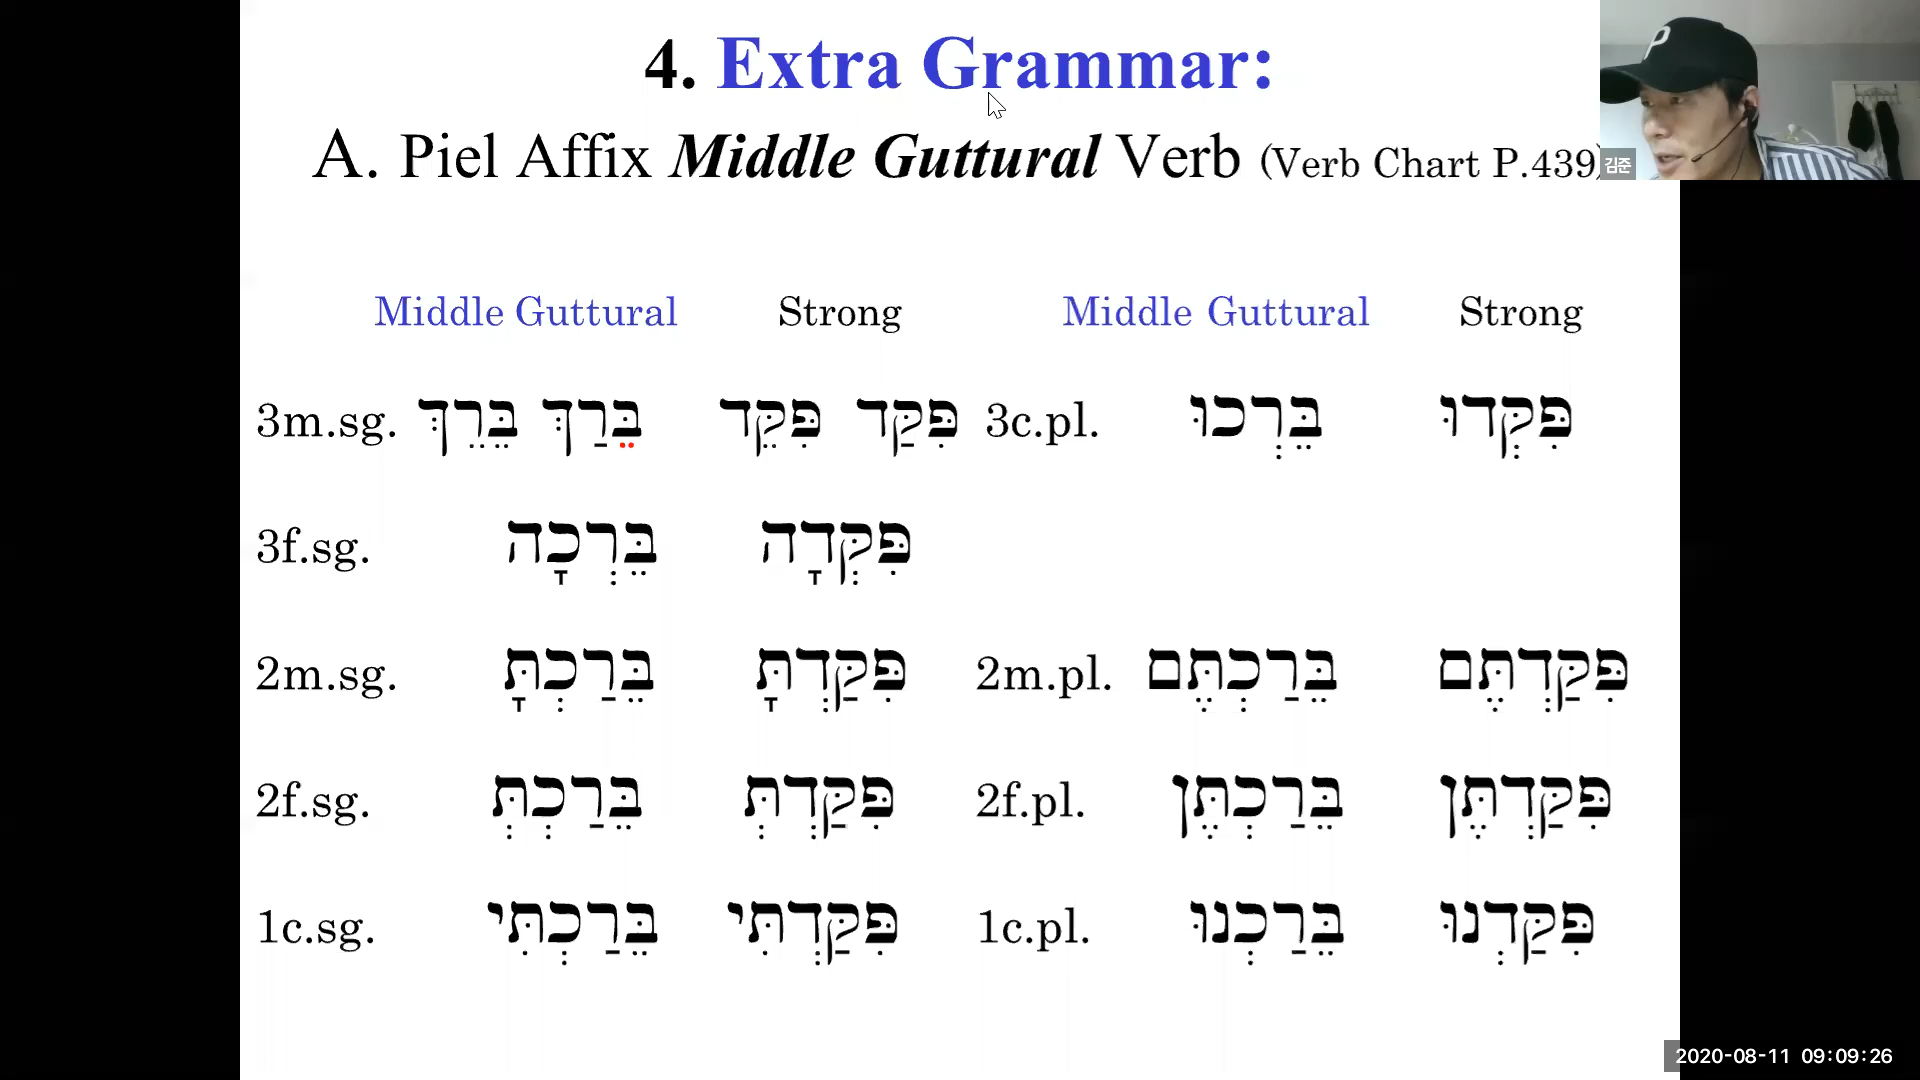 4. Extra Grammar:
A. Piel Affix Middle Guttural Verb (Verb Chart P.439)
김준
Middle Guttural Strong Middle Guttural Strong
3m.sg. בֵּרֵךְ בֵּרַךְ פִּקֵּד פִּקַּד 3c.pl. בֵּרְכוּ פִּקְּדוּ
3f.sg. בֵּרְכָה פִּקְּדָה
2m.sg. בֵּרַכְתָּ פִּקַּדְתָּ 2m.pl. בֵּרַכְתֶּם פִּקַּדְתֶּם
2f.sg. בֵּרַכְתְּ פִּקַּדְתְּ 2f.pl. בֵּרַכְתֶּן פִּקַּדְתֶּן
1c.sg. בֵּרַכְתִּי פִּקַּדְתִּי 1c.pl. בֵּרַכְנוּ פִּקַּדְנוּ
2020-08-11 09:09:26